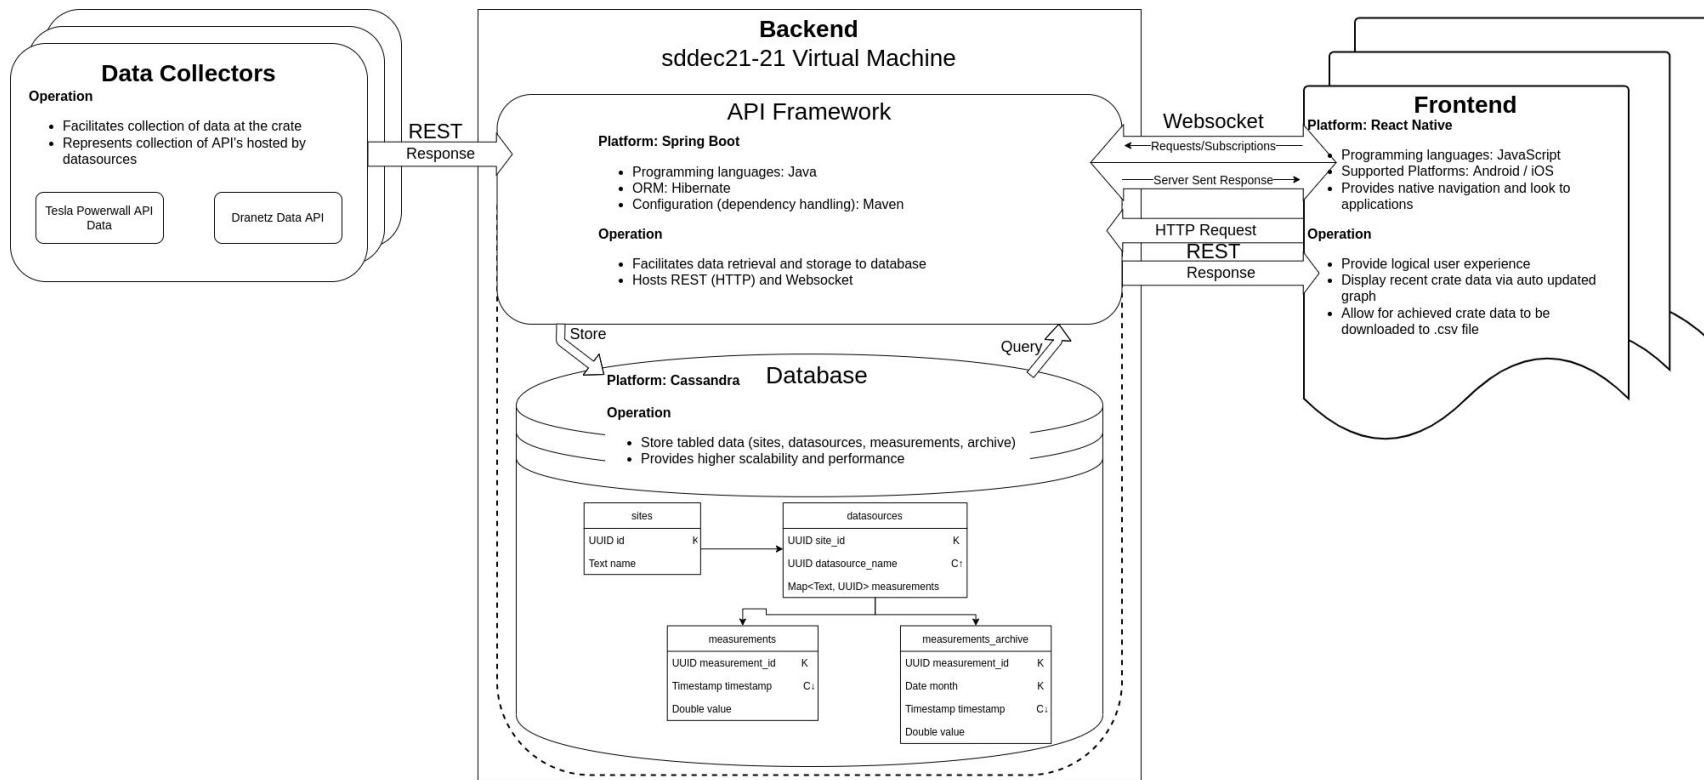 Data Collectors
Operation
Facilitates collection of data at the crate
Represents collection of API's hosted by
datasources
Tesla Powerwall API
Data
Dranetz Data API
REST
Response
Backend
sddec21-21 Virtual Machine
API Framework
Platform: Spring Boot
Programming languages: Java
ORM: Hibernate
Configuration (dependency handling): Maven
Operation
Facilitates data retrieval and storage to database
Hosts REST (HTTP) and Websocket
Store
Query
Database
Platform: Cassandra
Operation
Store tabled data (sites, datasources, measurements, archive)
Provides higher scalability and performance
sites
UUID id K
Text name
datasources
UUID site_id K
UUID datasource_name C↑
Map<Text, UUID> measurements
measurements
UUID measurement_id K
Timestamp timestamp C↓
Double value
measurements_archive
UUID measurement_id K
Date month K
Timestamp timestamp C↓
Double value
Websocket
Requests/Subscriptions
Server Sent Response
HTTP Request
REST
Response
Frontend
Platform: React Native
Programming languages: JavaScript
Supported Platforms: Android / iOS
Provides native navigation and look to
applications
Operation
Provide logical user experience
Display recent crate data via auto updated
graph
Allow for achieved crate data to be
downloaded to .csv file